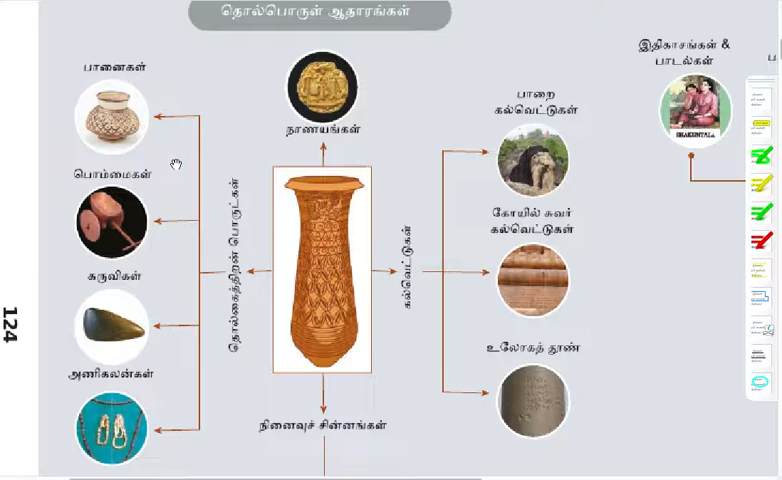 தொல்பொருள் ஆதாரங்கள்
இதிகாசங்கள் &
பாடல்கள்
பானைகள்
நாணயங்கள்
பாறை
கல்வெட்டுகள்
SHAKUNTALA
பொம்மைகள்
கோயில் சுவர்
கல்வெட்டுகள்
தொல்கைத்திறன் பொருட்கள்
கல்வெட்டுகள்
கருவிகள்
உலோகத் தூண்
அணிகலன்கள்
நினைவுச் சின்னங்கள்
124